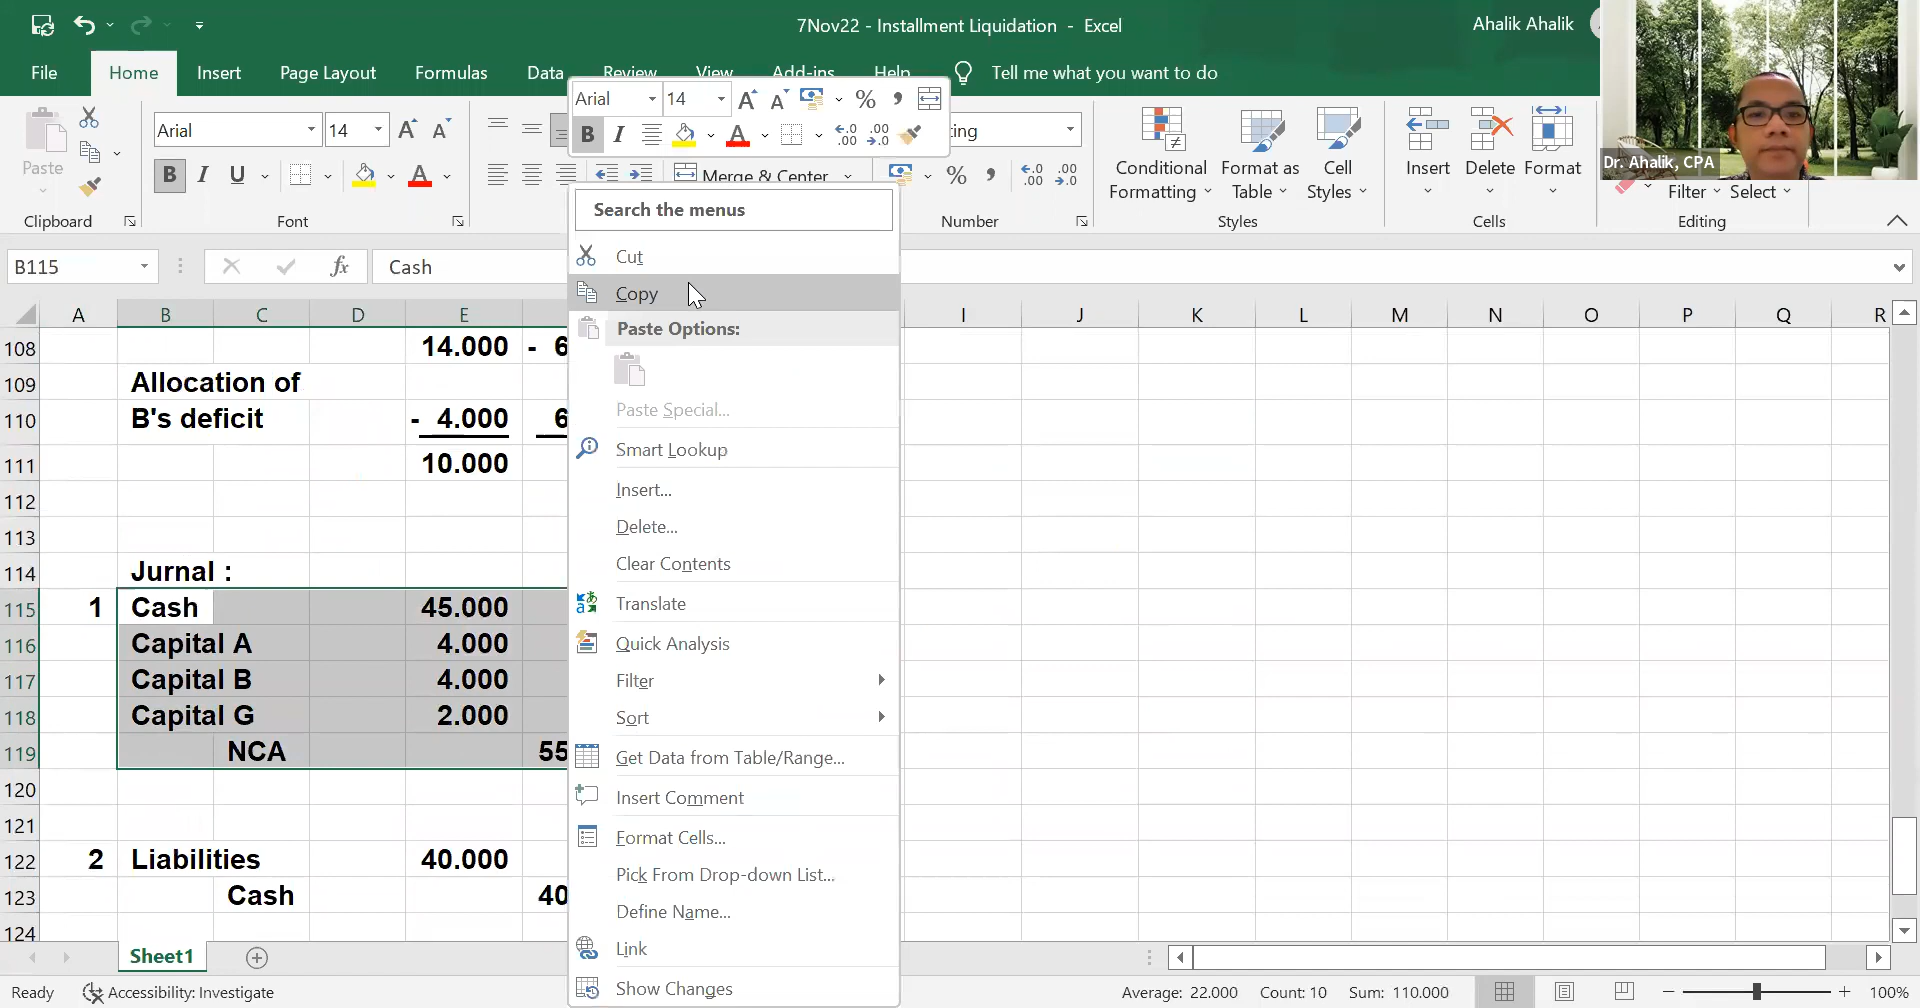 7Nov22 - Installment Liquidation - Excel
Ahalik Ahalik
File Home Insert Page Layout Formulas Data Review View Add-ins Help Tell me what you want to do
Dr. Ahalik, CPA
Arial 14 % ,
B I A
Paste
Arial 14 A A
B I U A
Merge & Center
% ,
Conditional Formatting
Format as Table
Cell Styles
Insert Delete Format
Filter Select
Clipboard Font Number Styles Cells Editing
B115 fx Cash
A B C D E I J K L M N O P Q R
108 14.000 - 6
109 Allocation of
110 B's deficit - 4.000 6
111 10.000
112
113
114 Jurnal :
115 1 Cash 45.000
116 Capital A 4.000
117 Capital B 4.000
118 Capital G 2.000
119 NCA 55
120
121
122 2 Liabilities 40.000
123 Cash 40
124
Search the menus
Cut
Copy
Paste Options:
Paste Special...
Smart Lookup
Insert...
Delete...
Clear Contents
Translate
Quick Analysis
Filter
Sort
Get Data from Table/Range...
Insert Comment
Format Cells...
Pick From Drop-down List...
Define Name...
Link
Show Changes
Sheet1
Ready Accessibility: Investigate Average: 22.000 Count: 10 Sum: 110.000 100%